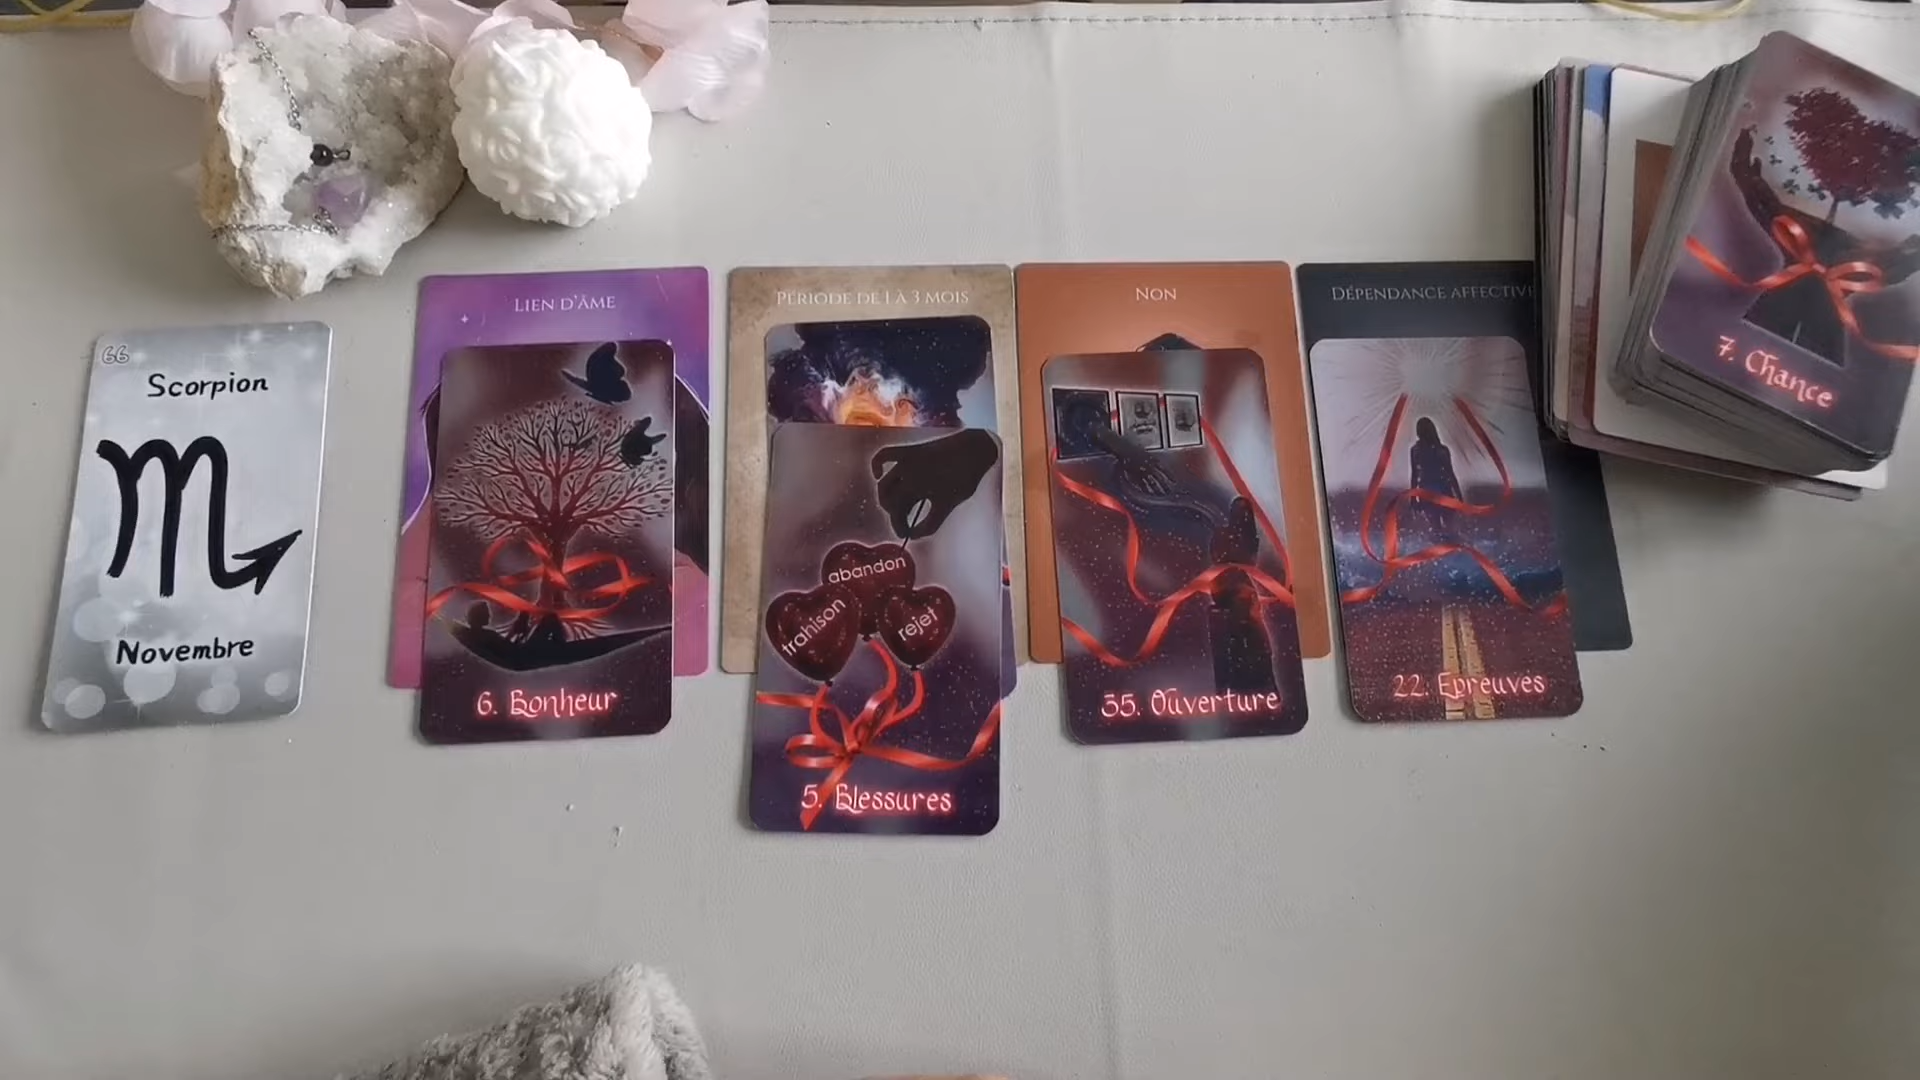 66
Scorpion
Novembre
LIEN D'ÂME
6. Bonheur
PÉRIODE DE 1 À 3 MOIS
abandon
trahison
rejet
5. Blessures
NON
35. Ouverture
DÉPENDANCE AFFECTIVE
22. Epreuves
7. Chance